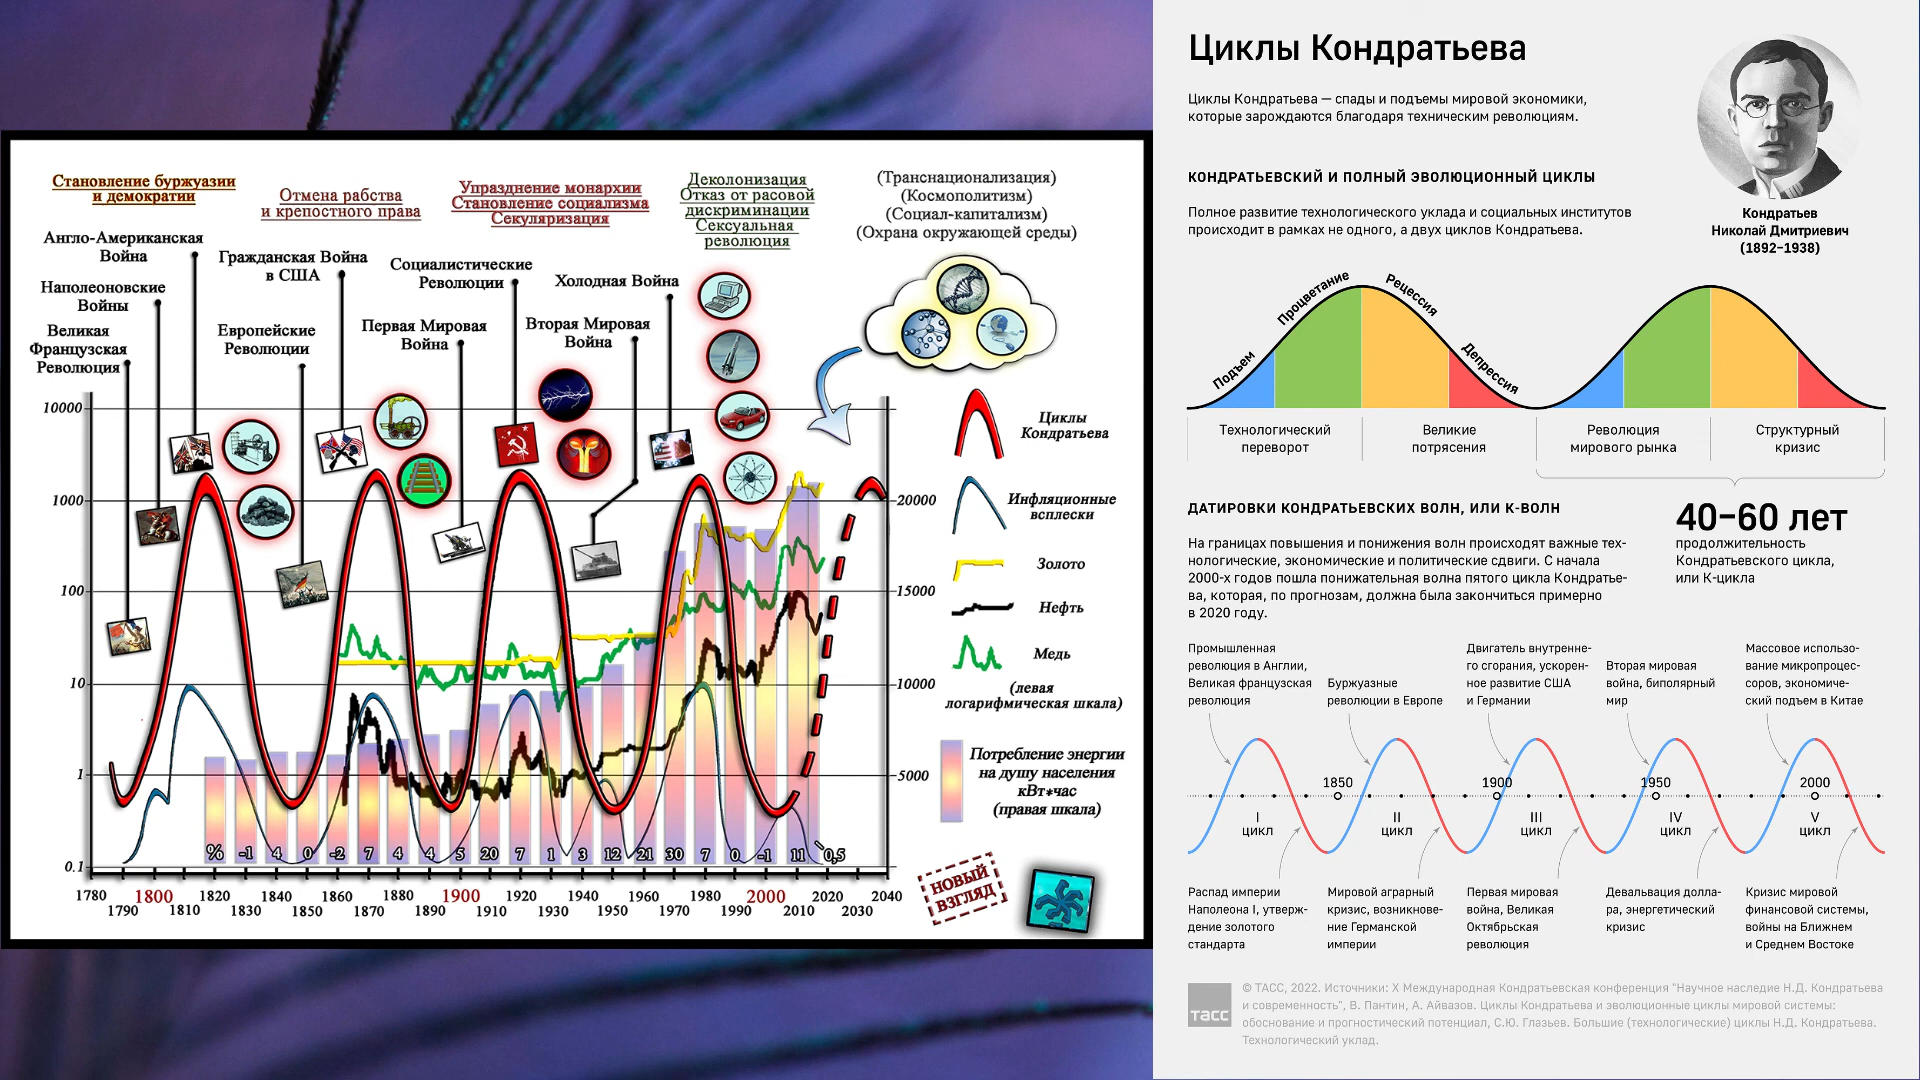 Становление буржуазии
и демократии
Отмена рабства
и крепостного права
Упразднение монархии
Становление социализма
Секуляризация
Деколонизация
Отказ от расовой
дискриминации
Сексуальная
революция
(Транснационализация)
(Космополитизм)
(Социал-капитализм)
(Охрана окружающей среды)
Англо-Американская
Война
Наполеоновские
Войны
Великая
Французская
Революция
Гражданская Война
в США
Европейские
Революции
Социалистические
Революции
Первая Мировая
Война
Холодная Война
Вторая Мировая
Война
10000
1000
100
10
1
0.1
20000
15000
10000
5000
Циклы
Кондратьева
Инфляционные
всплески
Золото
Нефть
Медь
(левая
логарифмическая шкала)
Потребление энергии
на душу населения
кВт*час
(правая шкала)
% -1 4 0 -2 7 4 4 5 20 7 1 3 12 21 30 7 0 -1 11 0,5
1780 1800 1820 1840 1860 1880 1900 1920 1940 1960 1980 2000 2020 2040
1790 1810 1830 1850 1870 1890 1910 1930 1950 1970 1990 2010 2030
НОВЫЙ
ВЗГЛЯД
Циклы Кондратьева
Циклы Кондратьева — спады и подъемы мировой экономики,
которые зарождаются благодаря техническим революциям.
Кондратьев
Николай Дмитриевич
(1892–1938)
КОНДРАТЬЕВСКИЙ И ПОЛНЫЙ ЭВОЛЮЦИОННЫЙ ЦИКЛЫ
Полное развитие технологического уклада и социальных институтов
происходит в рамках не одного, а двух циклов Кондратьева.
Подъем
Процветание
Рецессия
Депрессия
Технологический
переворот
Великие
потрясения
Революция
мирового рынка
Структурный
кризис
40–60 лет
продолжительность
Кондратьевского цикла,
или К-цикла
ДАТИРОВКИ КОНДРАТЬЕВСКИХ ВОЛН, ИЛИ К-ВОЛН
На границах повышения и понижения волн происходят важные тех-
нологические, экономические и политические сдвиги. С начала
2000-х годов пошла понижательная волна пятого цикла Кондратье-
ва, которая, по прогнозам, должна была закончиться примерно
в 2020 году.
Промышленная
революция в Англии,
Великая французская
революция
Буржуазные
революции в Европе
Двигатель внутренне-
го сгорания, ускорен-
ное развитие США
и Германии
Вторая мировая
война, биполярный
мир
Массовое использо-
вание микропроцес-
соров, экономиче-
ский подъем в Китае
1850
1900
1950
2000
I
цикл
II
цикл
III
цикл
IV
цикл
V
цикл
Распад империи
Наполеона I, утверж-
дение золотого
стандарта
Мировой аграрный
кризис, возникнове-
ние Германской
империи
Первая мировая
война, Великая
Октябрьская
революция
Девальвация долла-
ра, энергетический
кризис
Кризис мировой
финансовой системы,
войны на Ближнем
и Среднем Востоке
тасс
© ТАСС, 2022. Источники: X Международная Кондратьевская конференция "Научное наследие Н.Д. Кондратьева
и современность", В. Пантин, А. Айвазов. Циклы Кондратьева и эволюционные циклы мировой системы:
обоснование и прогностический потенциал, С.Ю. Глазьев. Большие (технологические) циклы Н.Д. Кондратьева.
Технологический уклад.